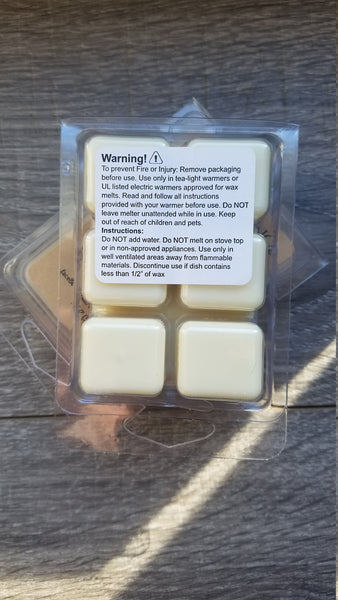 Warning!
To prevent Fire or Injury: Remove packaging
before use. Use only in tea-light warmers or
UL listed electric warmers approved for wax
melts. Read and follow all instructions
provided with your warmer before use. Do NOT
leave melter unattended while in use. Keep
out of reach of children and pets.
Instructions:
Do NOT add water. Do NOT melt on stove top
or in non-approved appliances. Use only in
well ventilated areas away from flammable
materials. Discontinue use if dish contains
less than 1/2" of wax